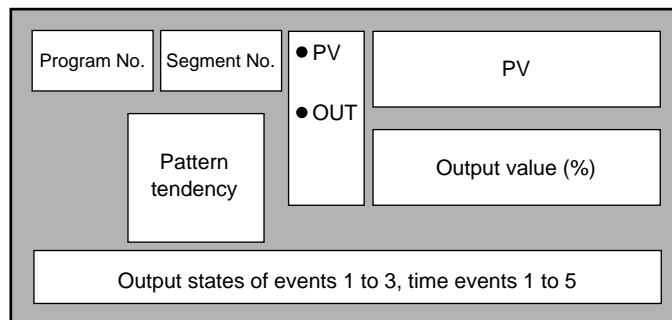 Program No.
Segment No.
● PV
● OUT
PV
Output value (%)
Pattern
tendency
Output states of events 1 to 3, time events 1 to 5